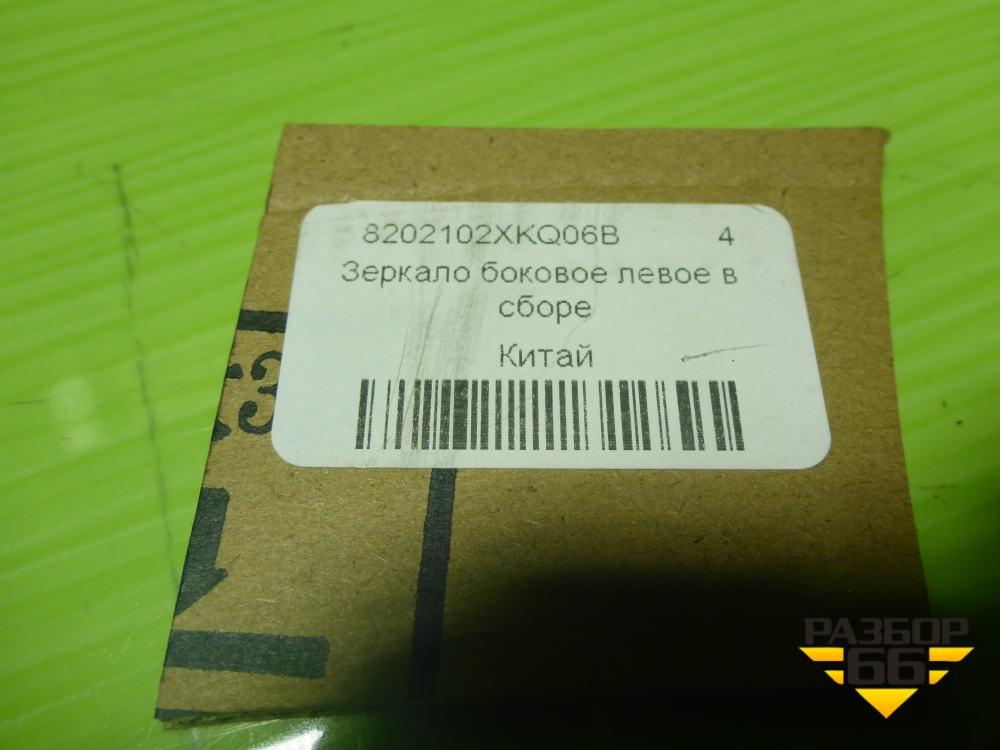 8202102XKQ06B 4
Зеркало боковое левое в
сборе
Китай
РАЗБОР
66